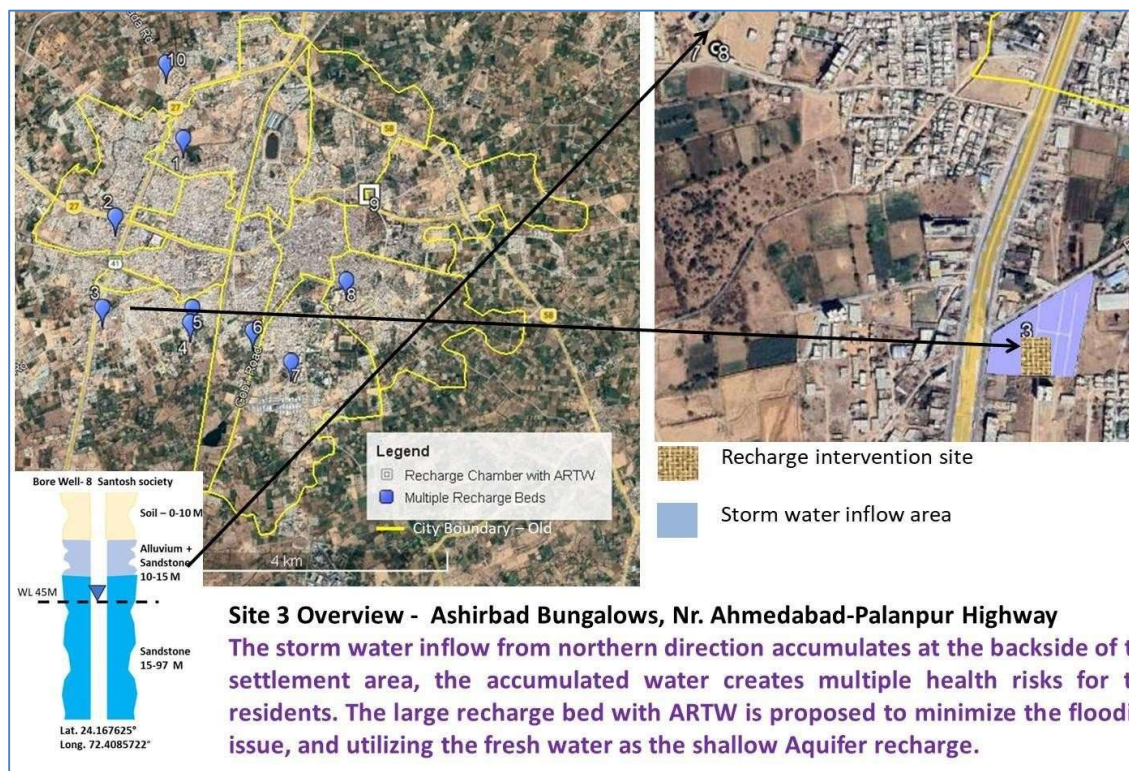 10
27
58
1
9
2
27
41
3
8
58
5
4
6
7
Legend
Recharge Chamber with ARTW
Multiple Recharge Beds
City Boundary – Old
4 km
7
8
3
Recharge intervention site
Storm water inflow area
Bore Well- 8 Santosh society
Soil – 0-10 M
Alluvium +
Sandstone
10-15 M
WL 45M
Sandstone
15-97 M
Lat. 24.167625°
Long. 72.4085722°
Site 3 Overview - Ashirbad Bungalows, Nr. Ahmedabad-Palanpur Highway
The storm water inflow from northern direction accumulates at the backside of t
settlement area, the accumulated water creates multiple health risks for t
residents. The large recharge bed with ARTW is proposed to minimize the floodi
issue, and utilizing the fresh water as the shallow Aquifer recharge.